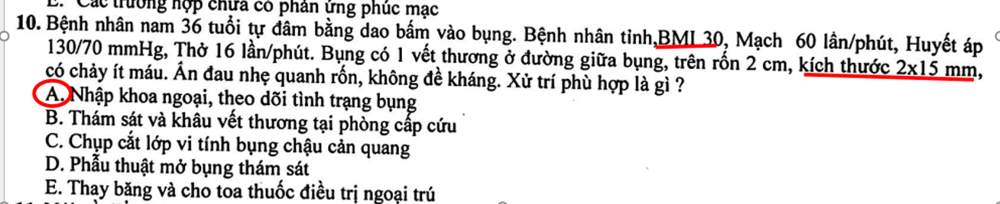 E. Các trường hợp chưa có phản ứng phúc mạc
10. Bệnh nhân nam 36 tuổi tự đâm bằng dao bấm vào bụng. Bệnh nhân tỉnh,BMI 30, Mạch 60 lần/phút, Huyết áp
130/70 mmHg, Thở 16 lần/phút. Bụng có 1 vết thương ở đường giữa bụng, trên rốn 2 cm, kích thước 2x15 mm,
có chảy ít máu. Ấn đau nhẹ quanh rốn, không đề kháng. Xử trí phù hợp là gì ?
A. Nhập khoa ngoại, theo dõi tình trạng bụng
B. Thám sát và khâu vết thương tại phòng cấp cứu
C. Chụp cắt lớp vi tính bụng chậu cản quang
D. Phẫu thuật mở bụng thám sát
E. Thay băng và cho toa thuốc điều trị ngoại trú